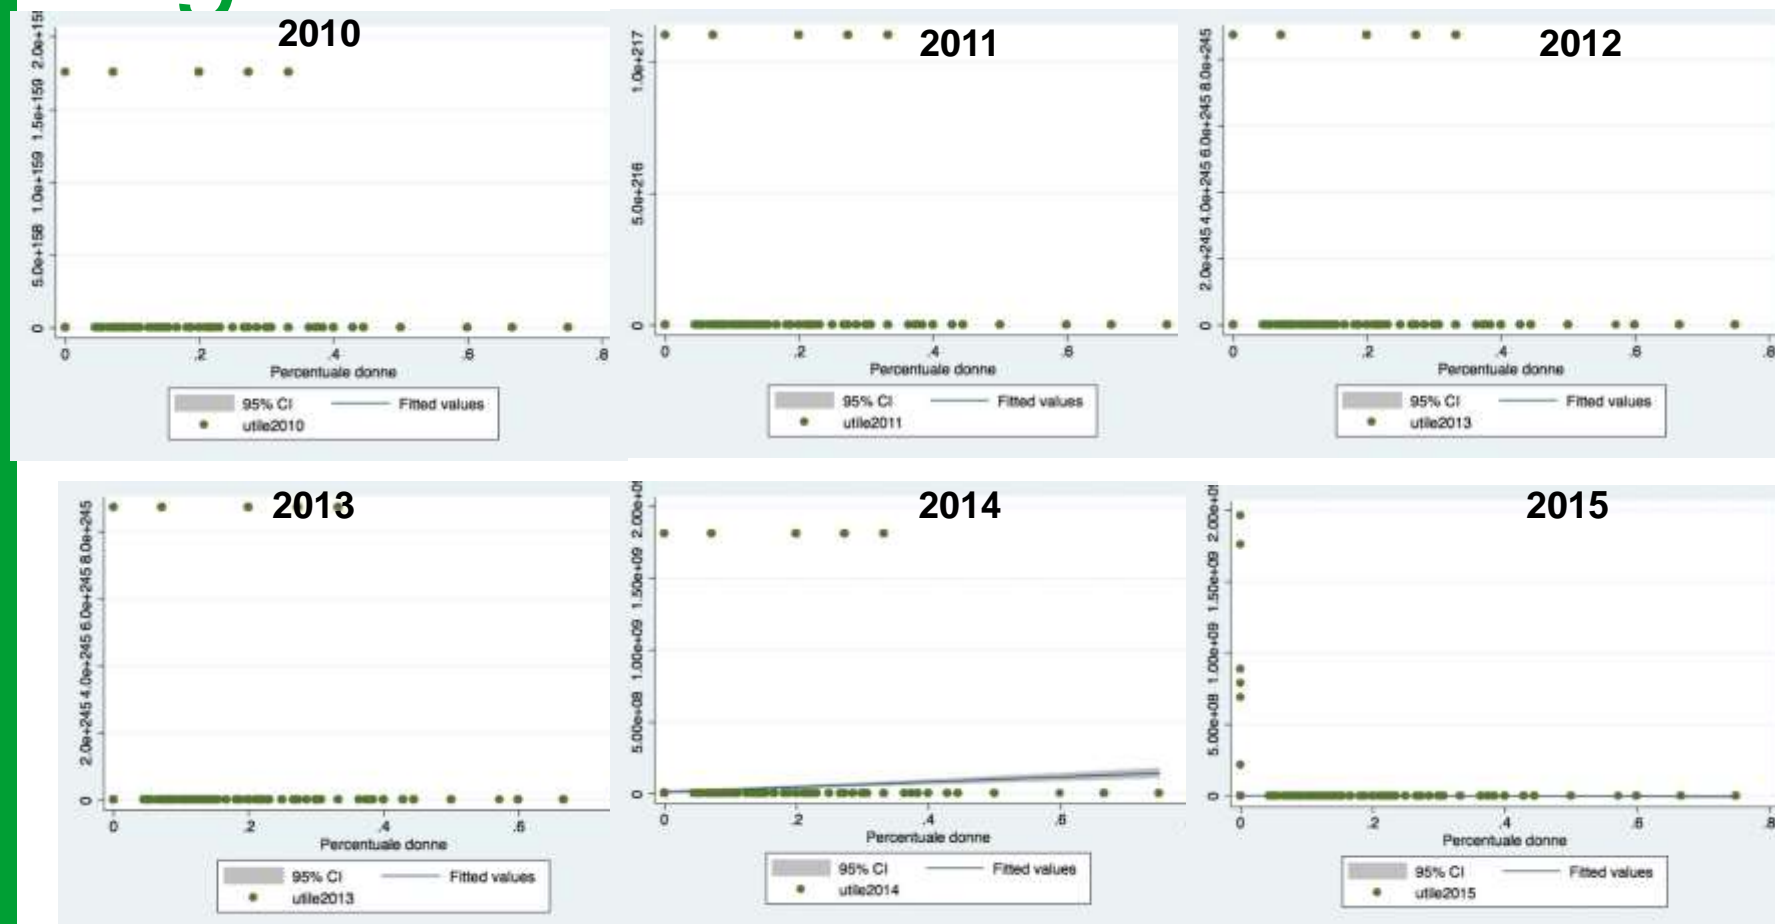 2010
2.0e+159
1.5e+159
1.0e+159
5.0e+158
0
0 .2 .4 .6 .8
Percentuale donne
95% CI Fitted values
utile2010
2011
1.0e+217
5.0e+216
0
0 .2 .4 .6
Percentuale donne
95% CI Fitted values
utile2011
2012
8.0e+245
6.0e+245
4.0e+245
2.0e+245
0
0 .2 .4 .6 .8
Percentuale donne
95% CI Fitted values
utile2013
2013
8.0e+245
6.0e+245
4.0e+245
2.0e+245
0
0 .2 .4 .6
Percentuale donne
95% CI Fitted values
utile2013
2014
2.00e+09
1.50e+09
1.00e+09
5.00e+08
0
0 .2 .4 .6
Percentuale donne
95% CI Fitted values
utile2014
2015
2.00e+09
1.50e+09
1.00e+09
5.00e+08
0
0 .2 .4 .6 .8
Percentuale donne
95% CI Fitted values
utile2015